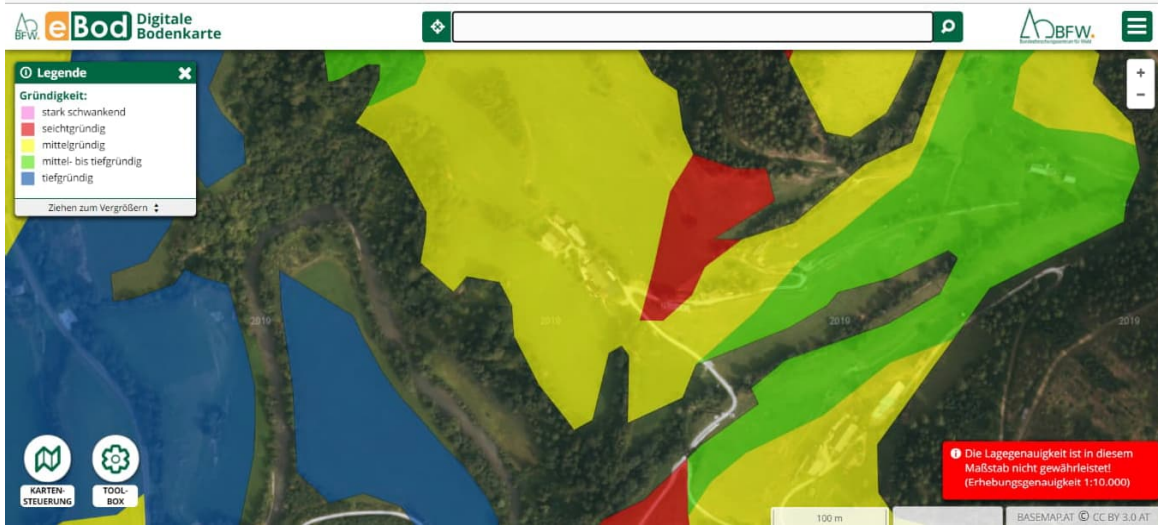 BFW.
eBod
Digitale
Bodenkarte
BFW.
Legende
Gründigkeit:
stark schwankend
seichtgründig
mittelgründig
mittel- bis tiefgründig
tiefgründig
Ziehen zum Vergrößern
+
-
2019
2019
2019
2019
KARTEN-
STEUERUNG
TOOL-
BOX
Die Lagegenauigkeit ist in diesem
Maßstab nicht gewährleistet!
(Erhebungsgenauigkeit 1:10.000)
100 m
BASEMAP.AT © CC BY 3.0 AT